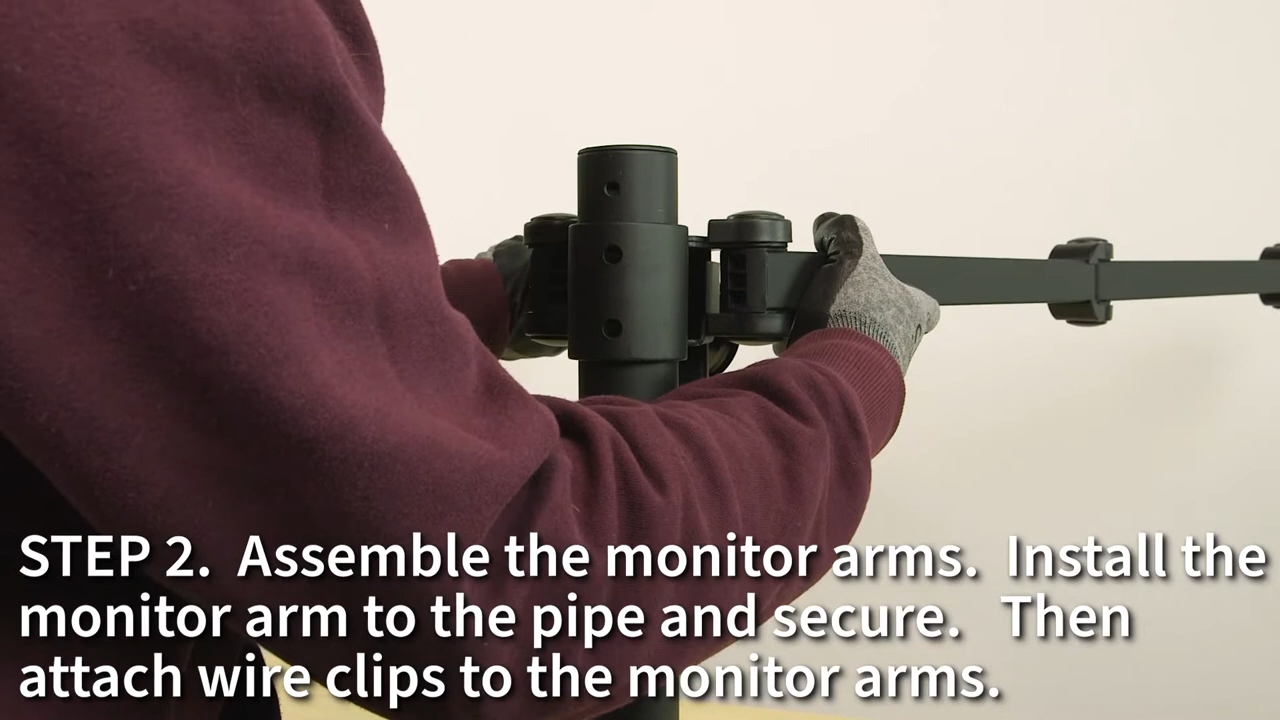 STEP 2.  Assemble the monitor arms.  Install the
monitor arm to the pipe and secure.   Then
attach wire clips to the monitor arms.